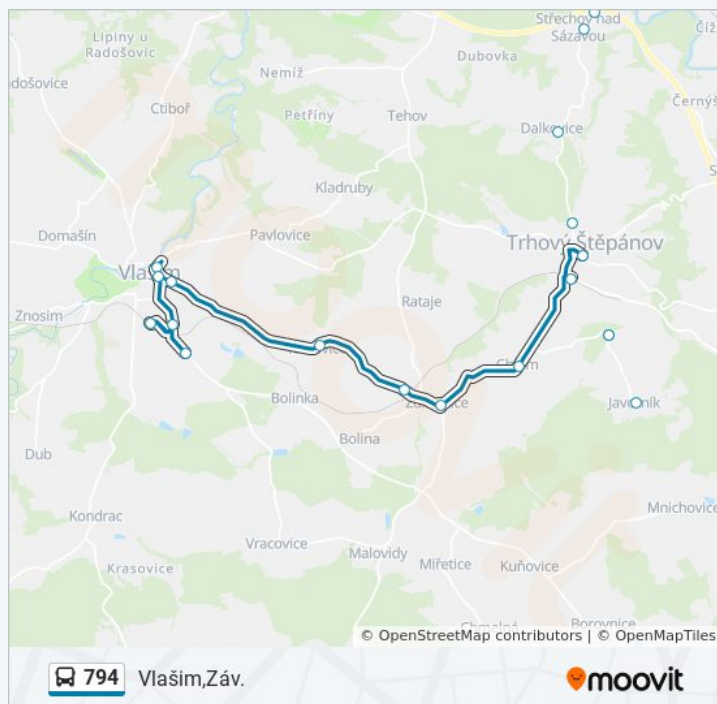 Střechov nad
Sázavou
Lipiny u
Radošovic
Dubovka
Nemíž
Ctiboř
Petříny
Tehov
Dalkovice
Kladruby
Trhový Štěpánov
Domašín
Pavlovice
Vlašim
Znosim
Rataje
Bolinka
Javorník
Bolina
Dub
Mnichovice
Kondrac
Vracovice
Malovidy
Miřetice
Kuňovice
Krasovice
Borovnice
© OpenStreetMap contributors | © OpenMapTiles
794 Vlašim,Záv.
moovit